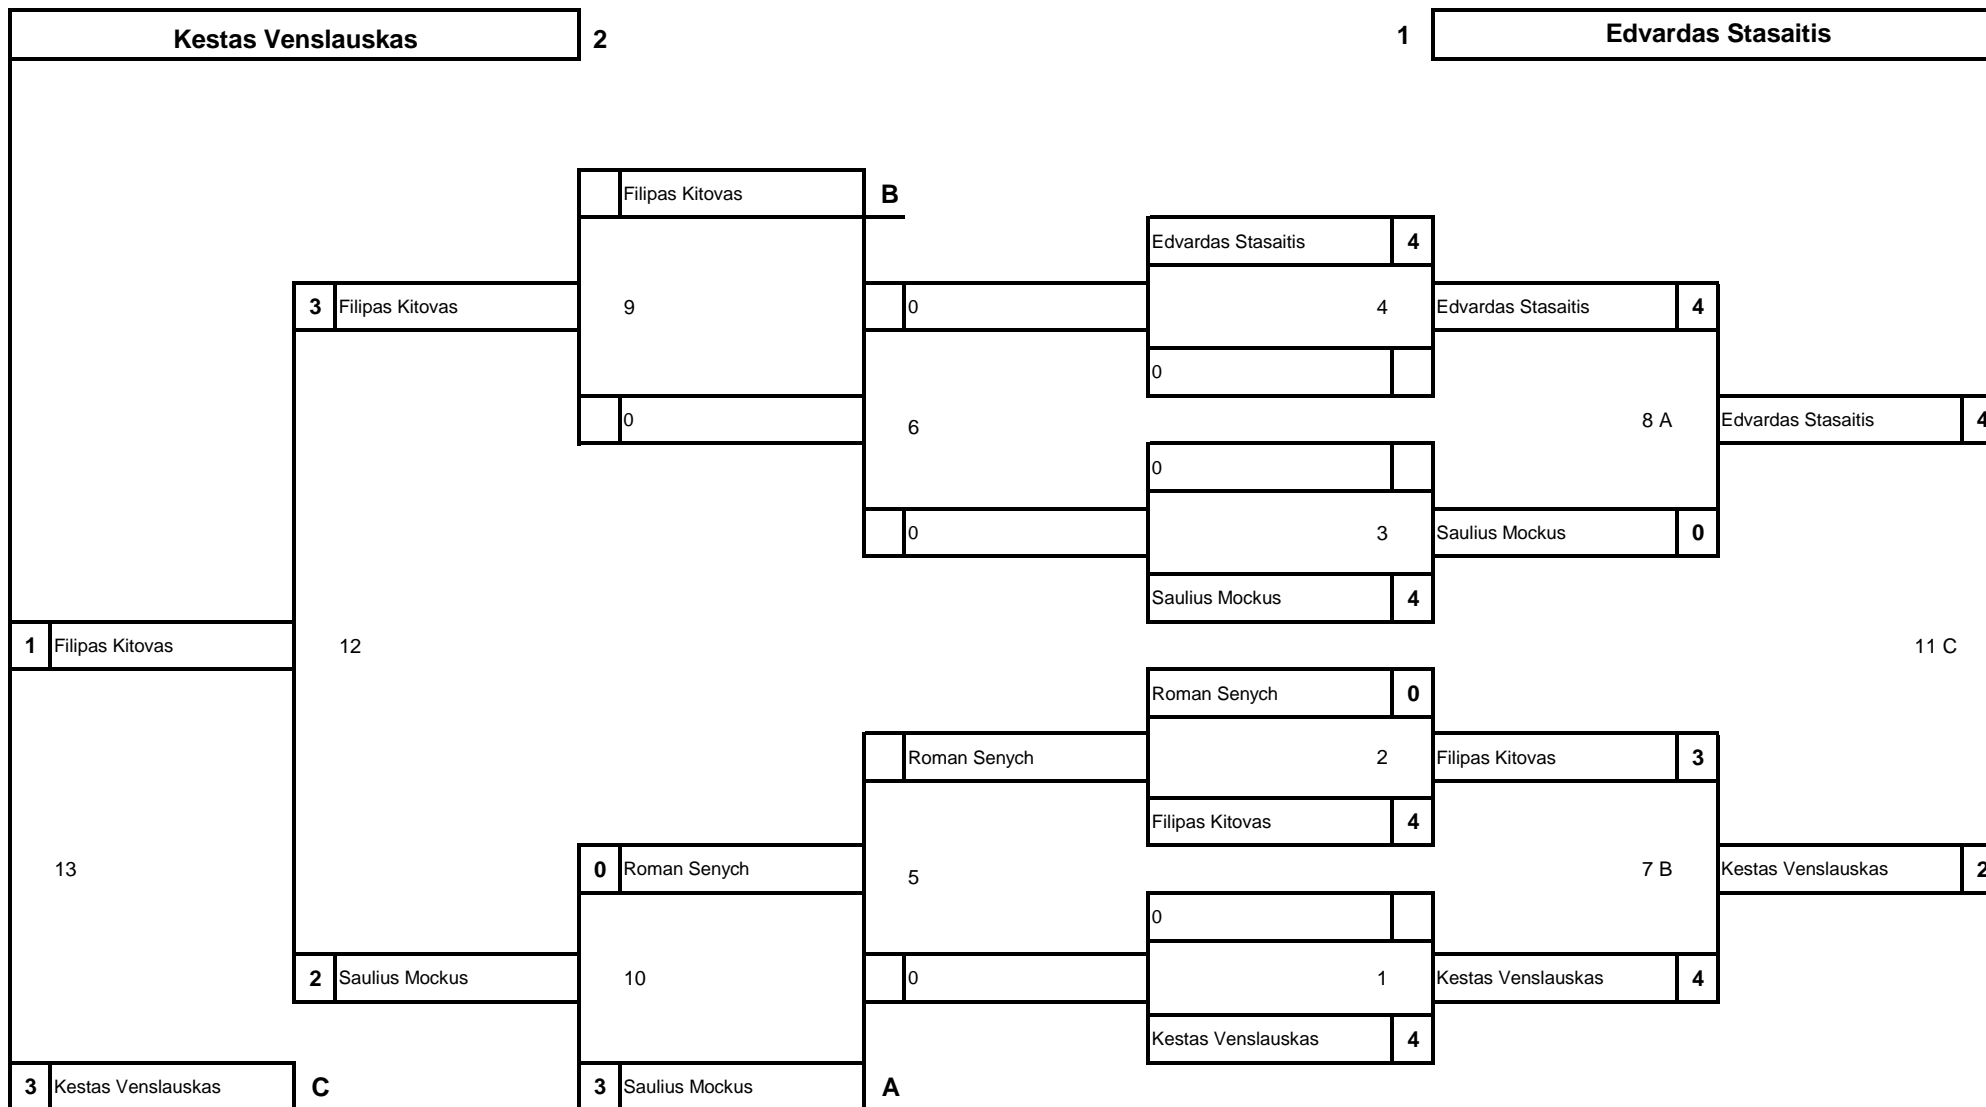 Kestas Venslauskas 2 1 Edvardas Stasaitis
Filipas Kitovas B
Edvardas Stasaitis 4
3 Filipas Kitovas 9 0 4 Edvardas Stasaitis 4
0
0 6 8 A Edvardas Stasaitis 4
0
0 3 Saulius Mockus 0
Saulius Mockus 4
1 Filipas Kitovas 12 11 C
Roman Senych 0
Roman Senych 2 Filipas Kitovas 3
Filipas Kitovas 4
13 0 Roman Senych 5 7 B Kestas Venslauskas 2
0
2 Saulius Mockus 10 0 1 Kestas Venslauskas 4
Kestas Venslauskas 4
3 Kestas Venslauskas C 3 Saulius Mockus A